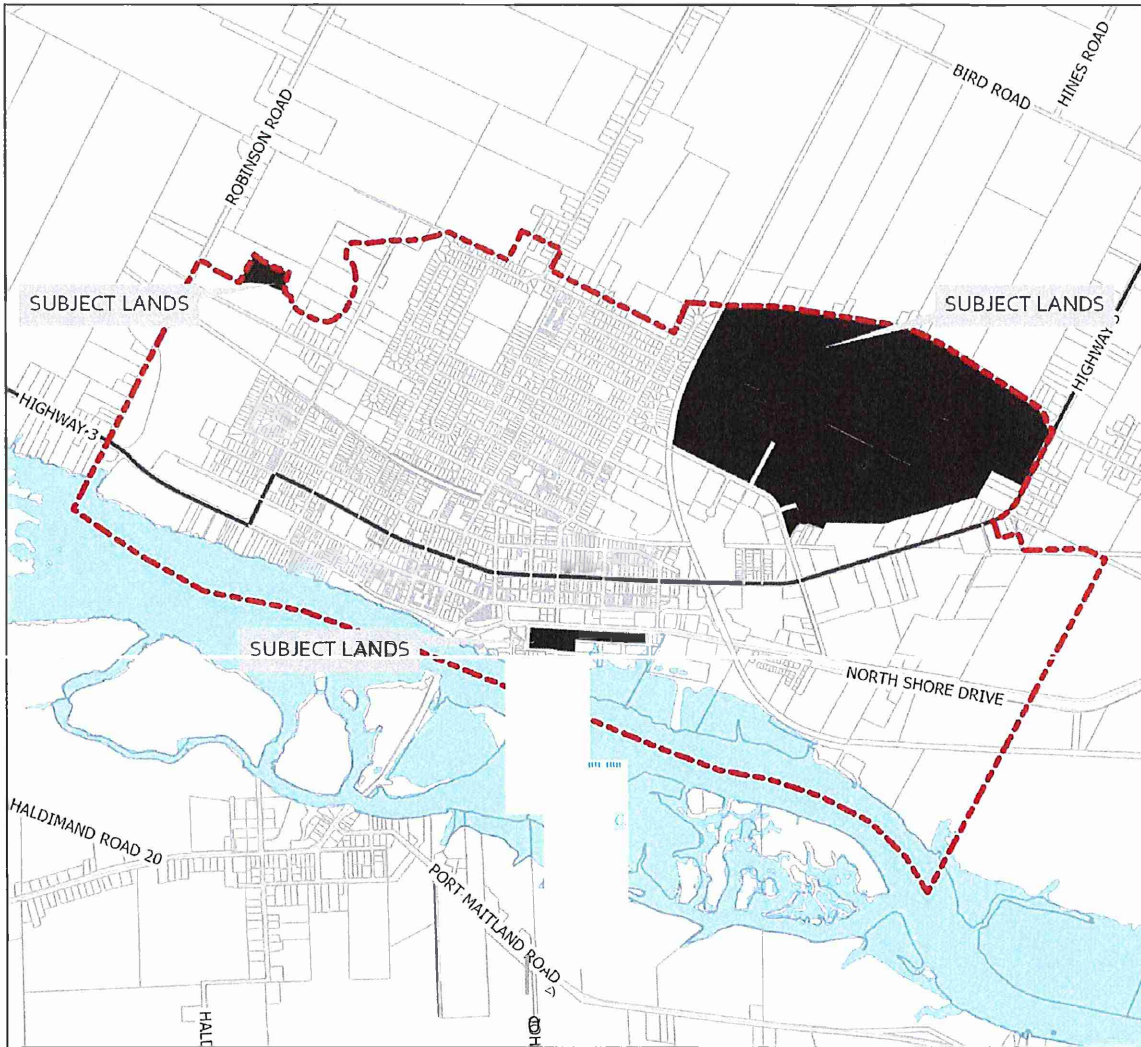 HINES ROAD
BIRD ROAD
ROBINSON ROAD
SUBJECT LANDS
SUBJECT LANDS
HIGHWAY 3
HIGHWAY 3
SUBJECT LANDS
NORTH SHORE DRIVE
HALDIMAND ROAD 20
PORT MAITLAND ROAD